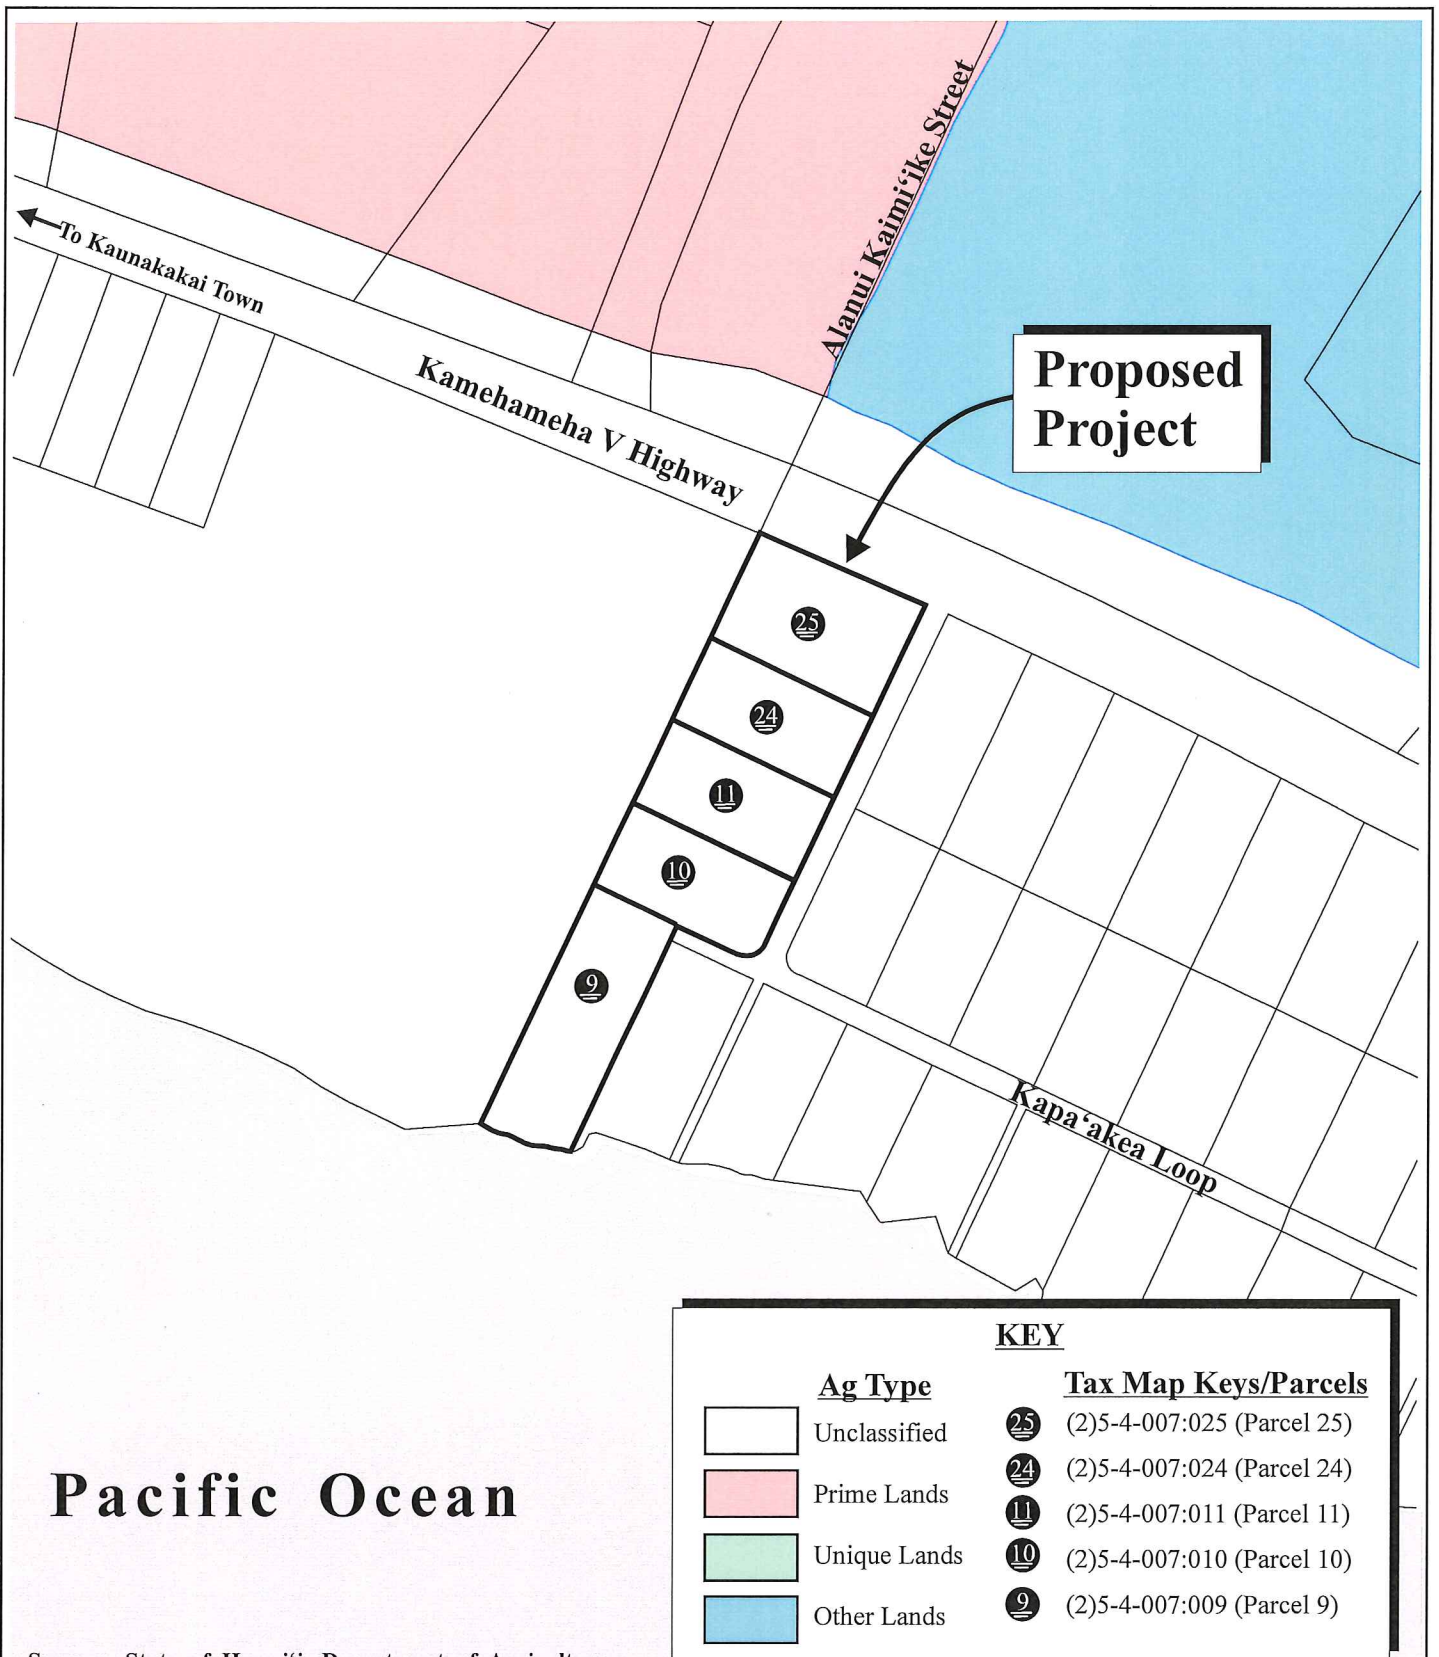 Alanui Kaimi‘ike Street
To Kaunakakai Town
Kamehameha V Highway
Proposed
Project
25
24
11
10
9
Kapa‘akea Loop
Pacific Ocean
KEY
Ag Type
Unclassified
Prime Lands
Unique Lands
Other Lands
Tax Map Keys/Parcels
25 (2)5-4-007:025 (Parcel 25)
24 (2)5-4-007:024 (Parcel 24)
11 (2)5-4-007:011 (Parcel 11)
10 (2)5-4-007:010 (Parcel 10)
9 (2)5-4-007:009 (Parcel 9)